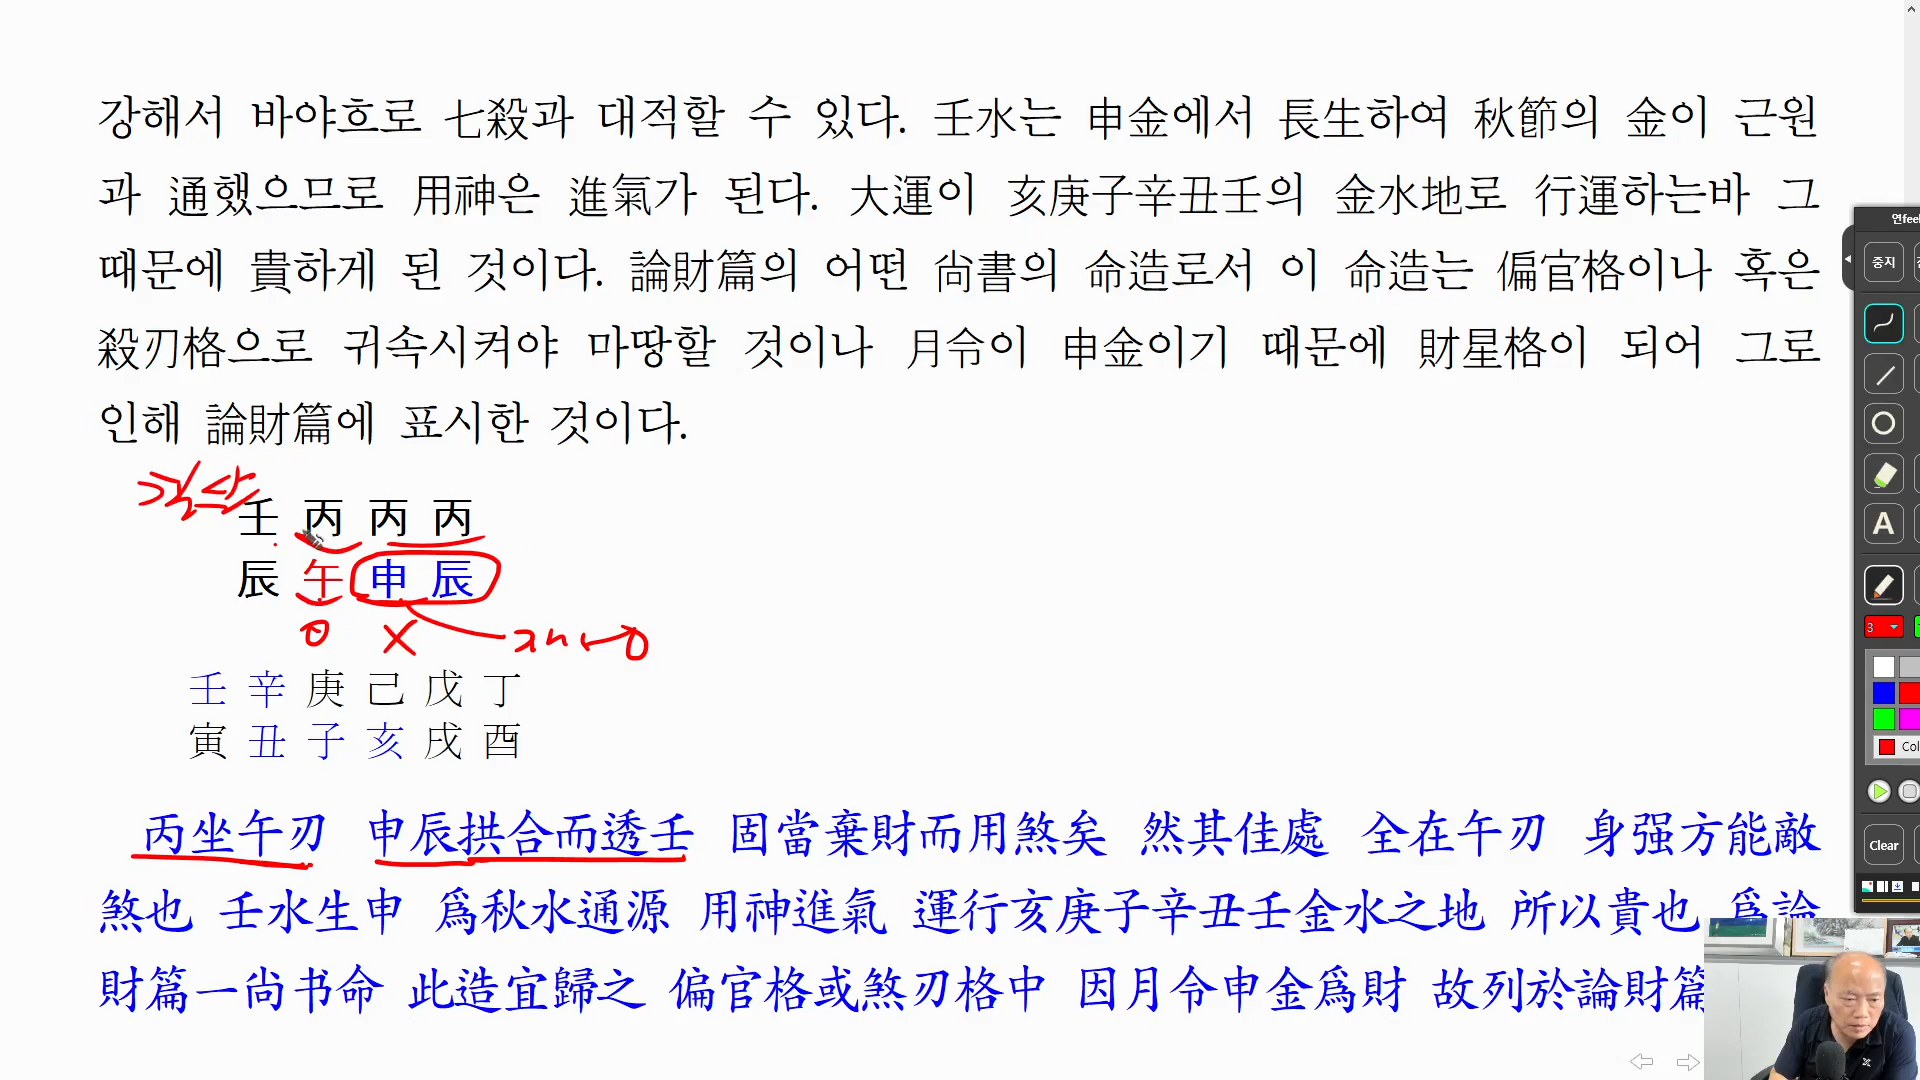 강해서 바야흐로 七殺과 대적할 수 있다. 壬水는 申金에서 長生하여 秋節의 金이 근원
과 通했으므로 用神은 進氣가 된다. 大運이 亥庚子辛丑壬의 金水地로 行運하는바 그
때문에 貴하게 된 것이다. 論財篇의 어떤 尙書의 命造로서 이 命造는 偏官格이나 혹은
殺刃格으로 귀속시켜야 마땅할 것이나 月令이 申金이기 때문에 財星格이 되어 그로
인해 論財篇에 표시한 것이다.
壬 丙 丙 丙
辰 午 申 辰
壬 辛 庚 己 戊 丁
寅 丑 子 亥 戌 酉
丙坐午刃 申辰拱合而透壬 固當棄財而用煞矣 然其佳處 全在午刃 身强方能敵
煞也 壬水生申 爲秋水通源 用神進氣 運行亥庚子辛丑壬金水之地 所以貴也 爲論
財篇一尚书命 此造宜歸之 偏官格或煞刃格中 因月令申金爲財 故列於論財篇
연feel
중지
A
3
Col
Clear